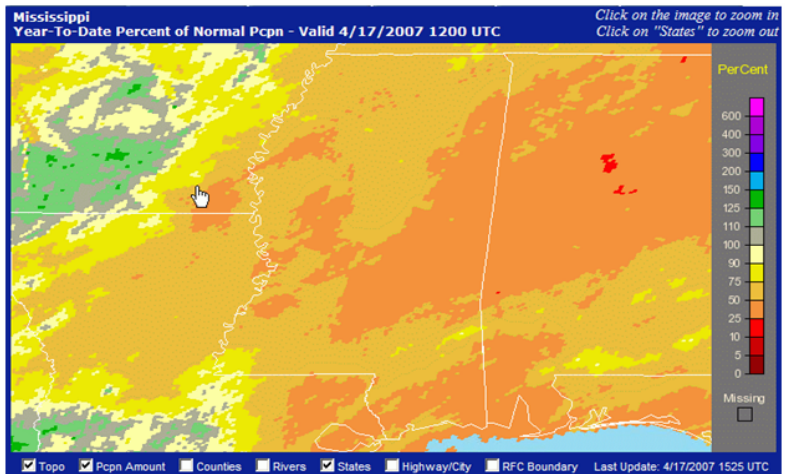 Mississippi
Year-To-Date Percent of Normal Pcpn - Valid 4/17/2007 1200 UTC
Click on the image to zoom in
Click on "States" to zoom out
PerCent
600
400
300
200
150
125
110
100
90
75
50
25
10
5
0
Missing
Topo Pcpn Amount Counties Rivers States Highway/City RFC Boundary Last Update: 4/17/2007 1525 UTC